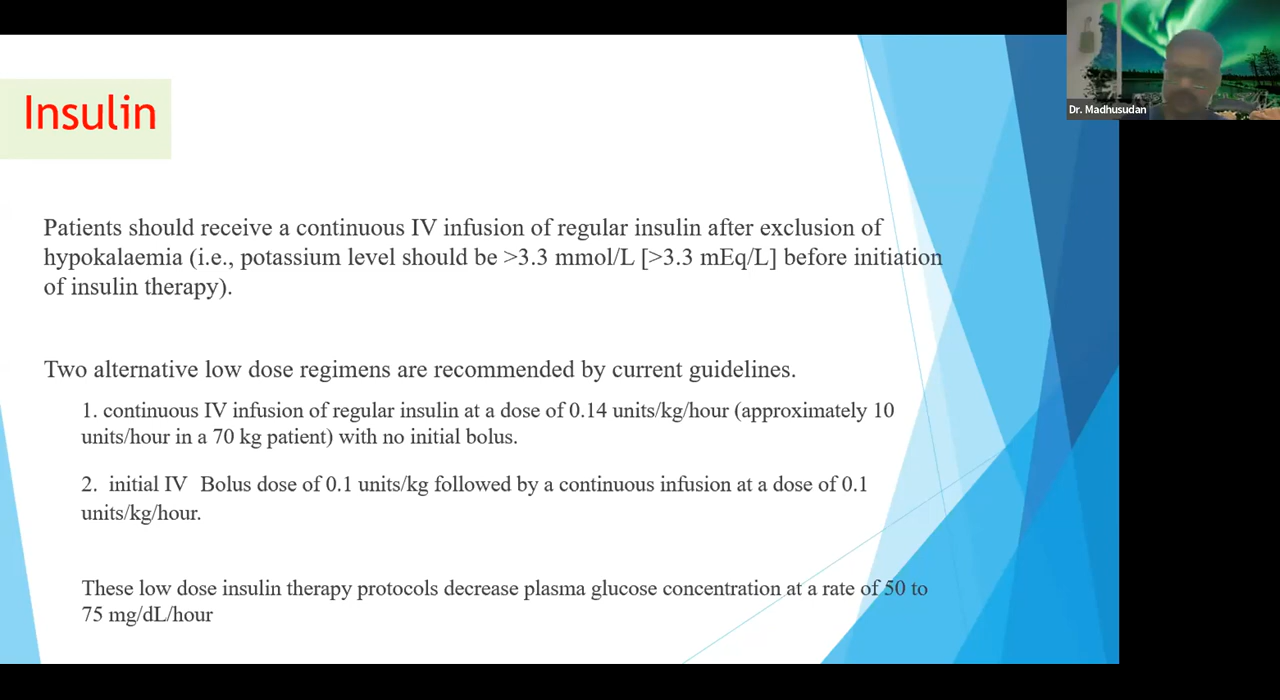 Dr. Madhusudan
Insulin
Patients should receive a continuous IV infusion of regular insulin after exclusion of
hypokalaemia (i.e., potassium level should be >3.3 mmol/L [>3.3 mEq/L] before initiation
of insulin therapy).
Two alternative low dose regimens are recommended by current guidelines.
1. continuous IV infusion of regular insulin at a dose of 0.14 units/kg/hour (approximately 10
units/hour in a 70 kg patient) with no initial bolus.
2. initial IV Bolus dose of 0.1 units/kg followed by a continuous infusion at a dose of 0.1
units/kg/hour.
These low dose insulin therapy protocols decrease plasma glucose concentration at a rate of 50 to
75 mg/dL/hour